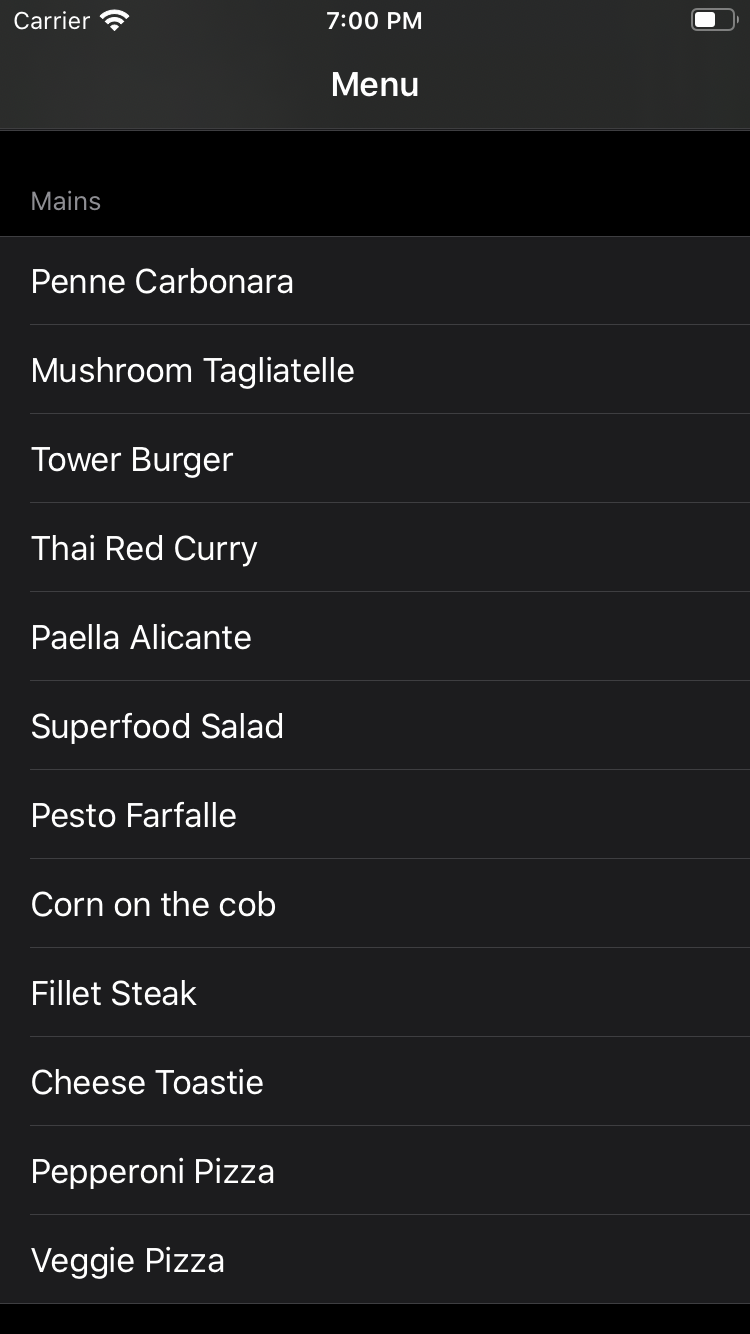 Carrier 7:00 PM
Menu
Mains
Penne Carbonara
Mushroom Tagliatelle
Tower Burger
Thai Red Curry
Paella Alicante
Superfood Salad
Pesto Farfalle
Corn on the cob
Fillet Steak
Cheese Toastie
Pepperoni Pizza
Veggie Pizza